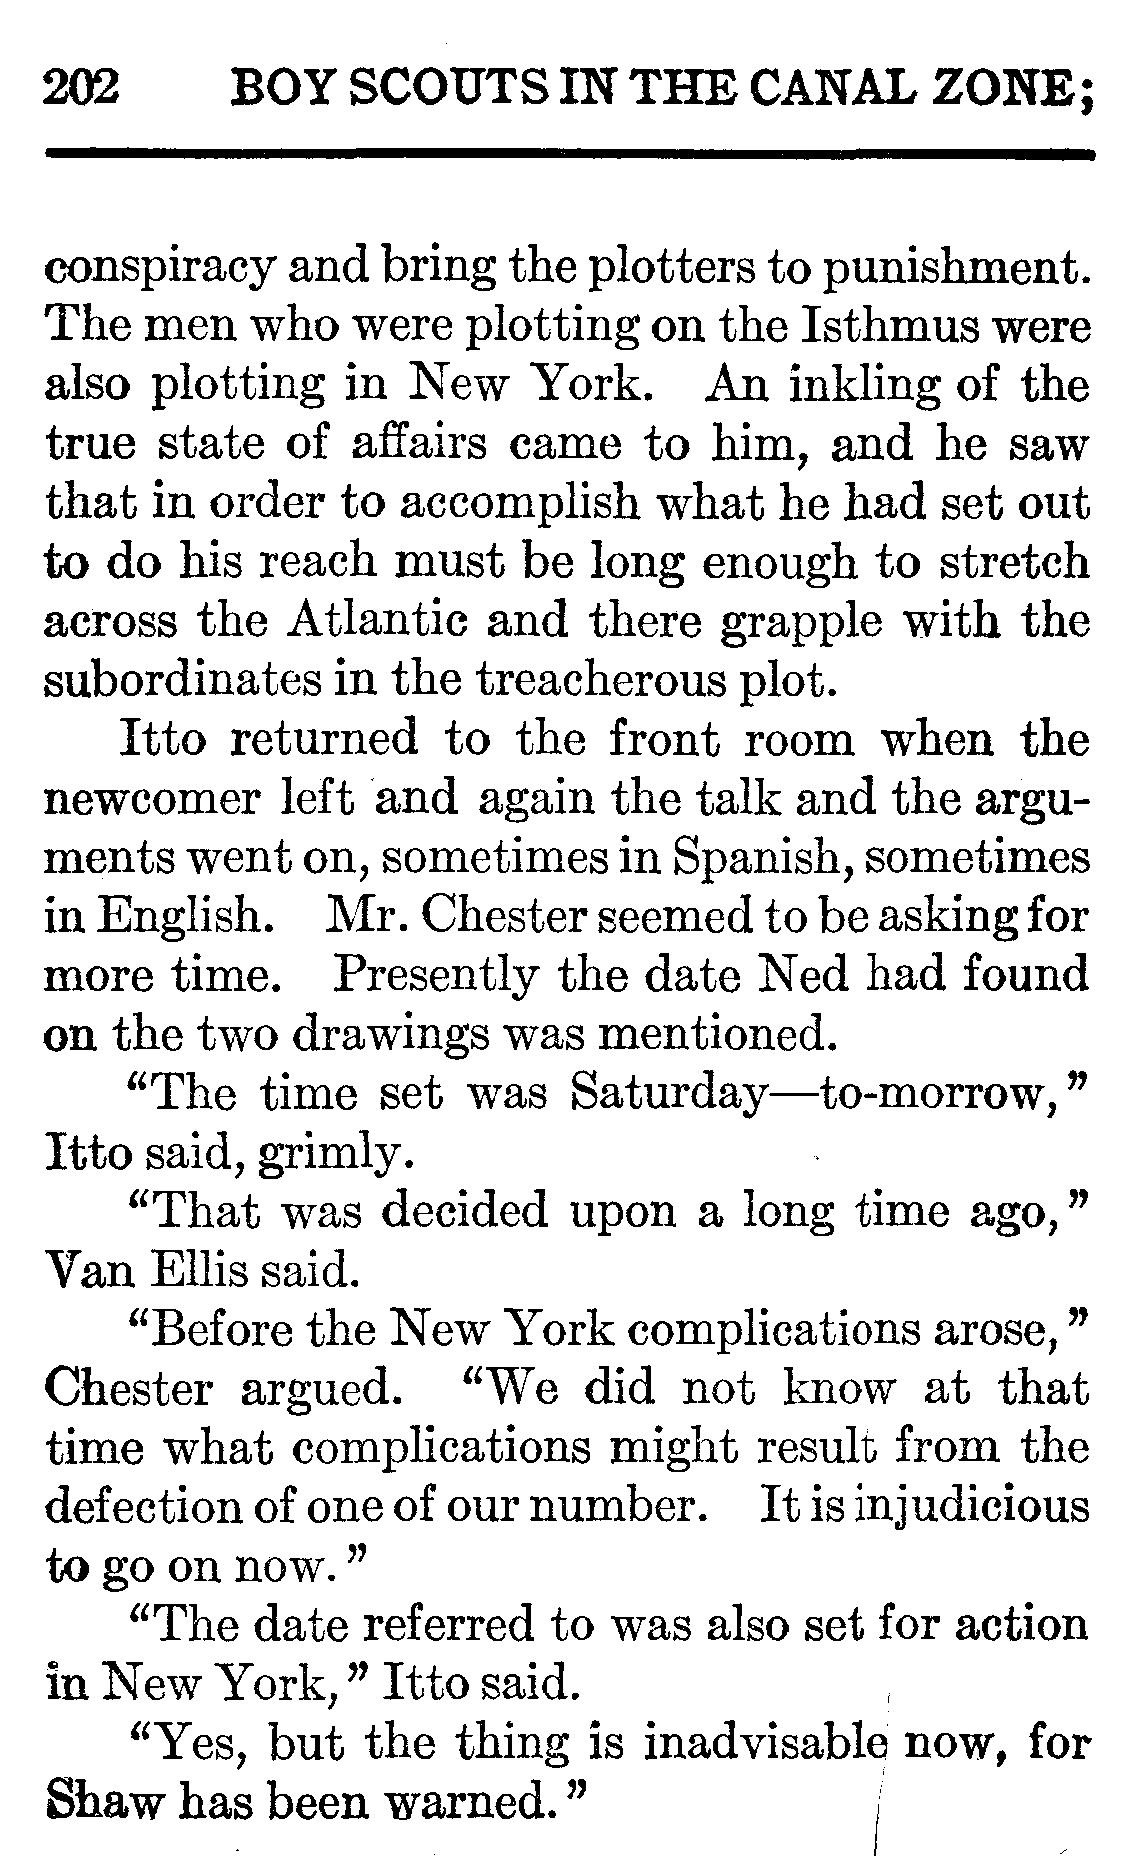 202 BOY SCOUTS IN THE CANAL ZONE;
conspiracy and bring the plotters to punishment.
The men who were plotting on the Isthmus were
also plotting in New York. An inkling of the
true state of affairs came to him, and he saw
that in order to accomplish what he had set out
to do his reach must be long enough to stretch
across the Atlantic and there grapple with the
subordinates in the treacherous plot.
Itto returned to the front room when the
newcomer left and again the talk and the argu-
ments went on, sometimes in Spanish, sometimes
in English. Mr. Chester seemed to be asking for
more time. Presently the date Ned had found
on the two drawings was mentioned.
“The time set was Saturday—to-morrow,”
Itto said, grimly.
“That was decided upon a long time ago,”
Van Ellis said.
“Before the New York complications arose,”
Chester argued. “We did not know at that
time what complications might result from the
defection of one of our number. It is injudicious
to go on now.”
“The date referred to was also set for action
in New York,” Itto said.
“Yes, but the thing is inadvisable now, for
Shaw has been warned.”